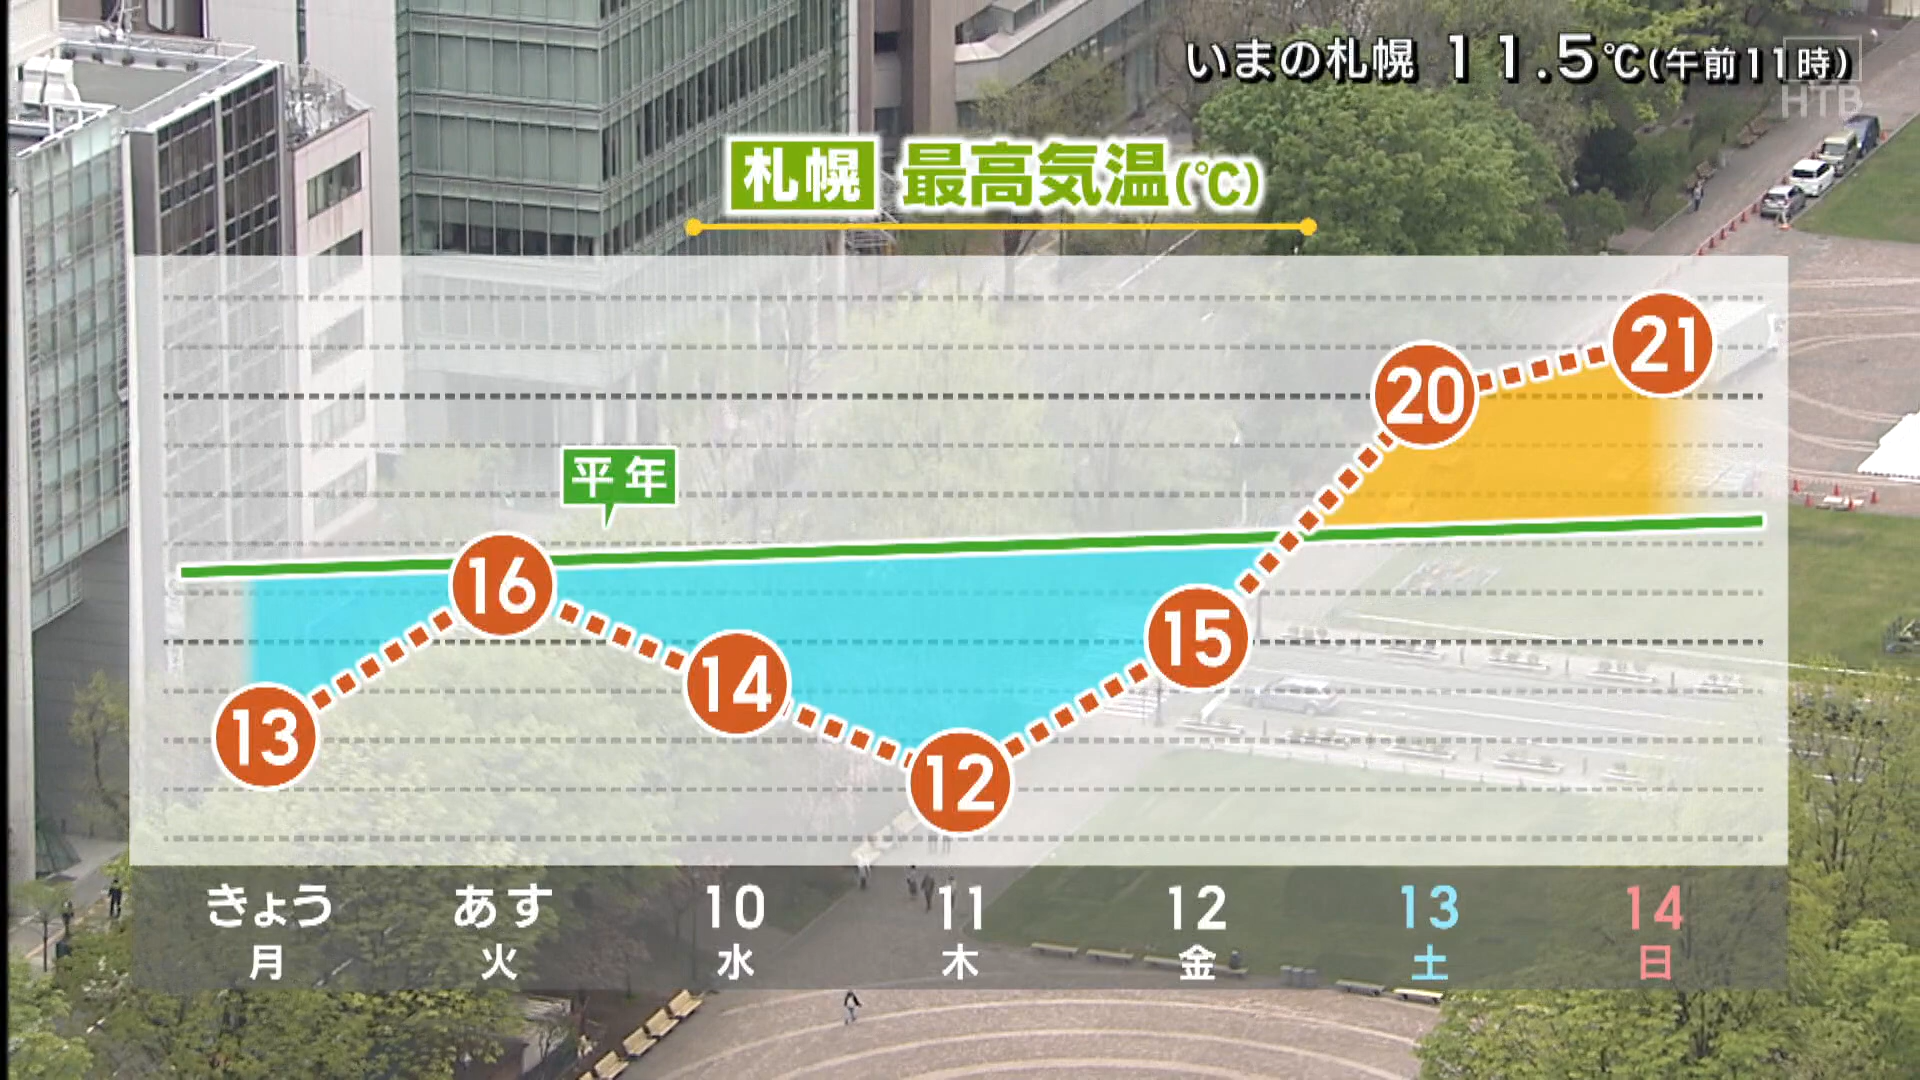 いまの札幌 11.5℃(午前11時)
HTB
札幌 最高気温(℃)
平年
13 16 14 12 15 20 21
きょう あす 10 11 12 13 14
月 火 水 木 金 土 日